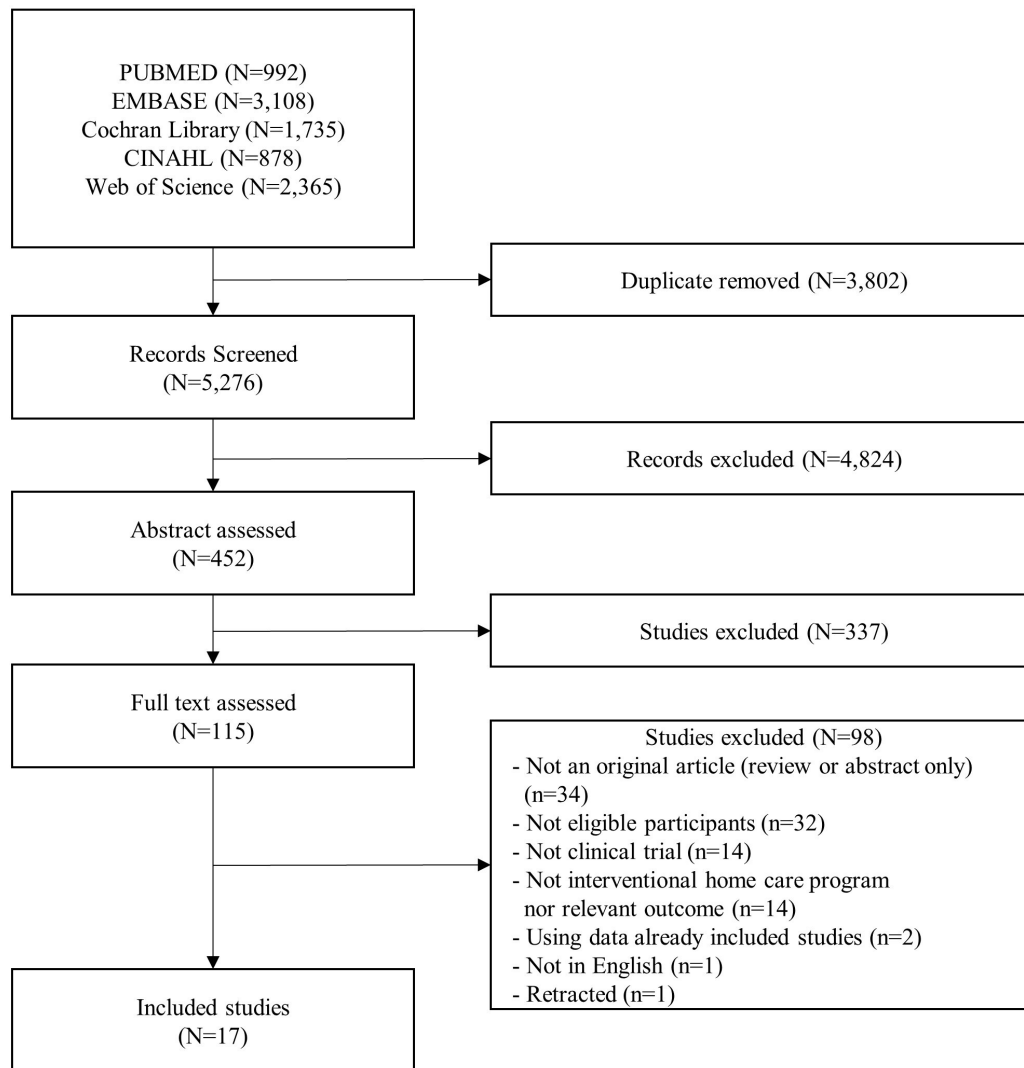 PUBMED (N=992)
EMBASE (N=3,108)
Cochran Library (N=1,735)
CINAHL (N=878)
Web of Science (N=2,365)
Duplicate removed (N=3,802)
Records Screened
(N=5,276)
Records excluded (N=4,824)
Abstract assessed
(N=452)
Studies excluded (N=337)
Full text assessed
(N=115)
Studies excluded (N=98)
- Not an original article (review or abstract only)
(n=34)
- Not eligible participants (n=32)
- Not clinical trial (n=14)
- Not interventional home care program
nor relevant outcome (n=14)
- Using data already included studies (n=2)
- Not in English (n=1)
- Retracted (n=1)
Included studies
(N=17)